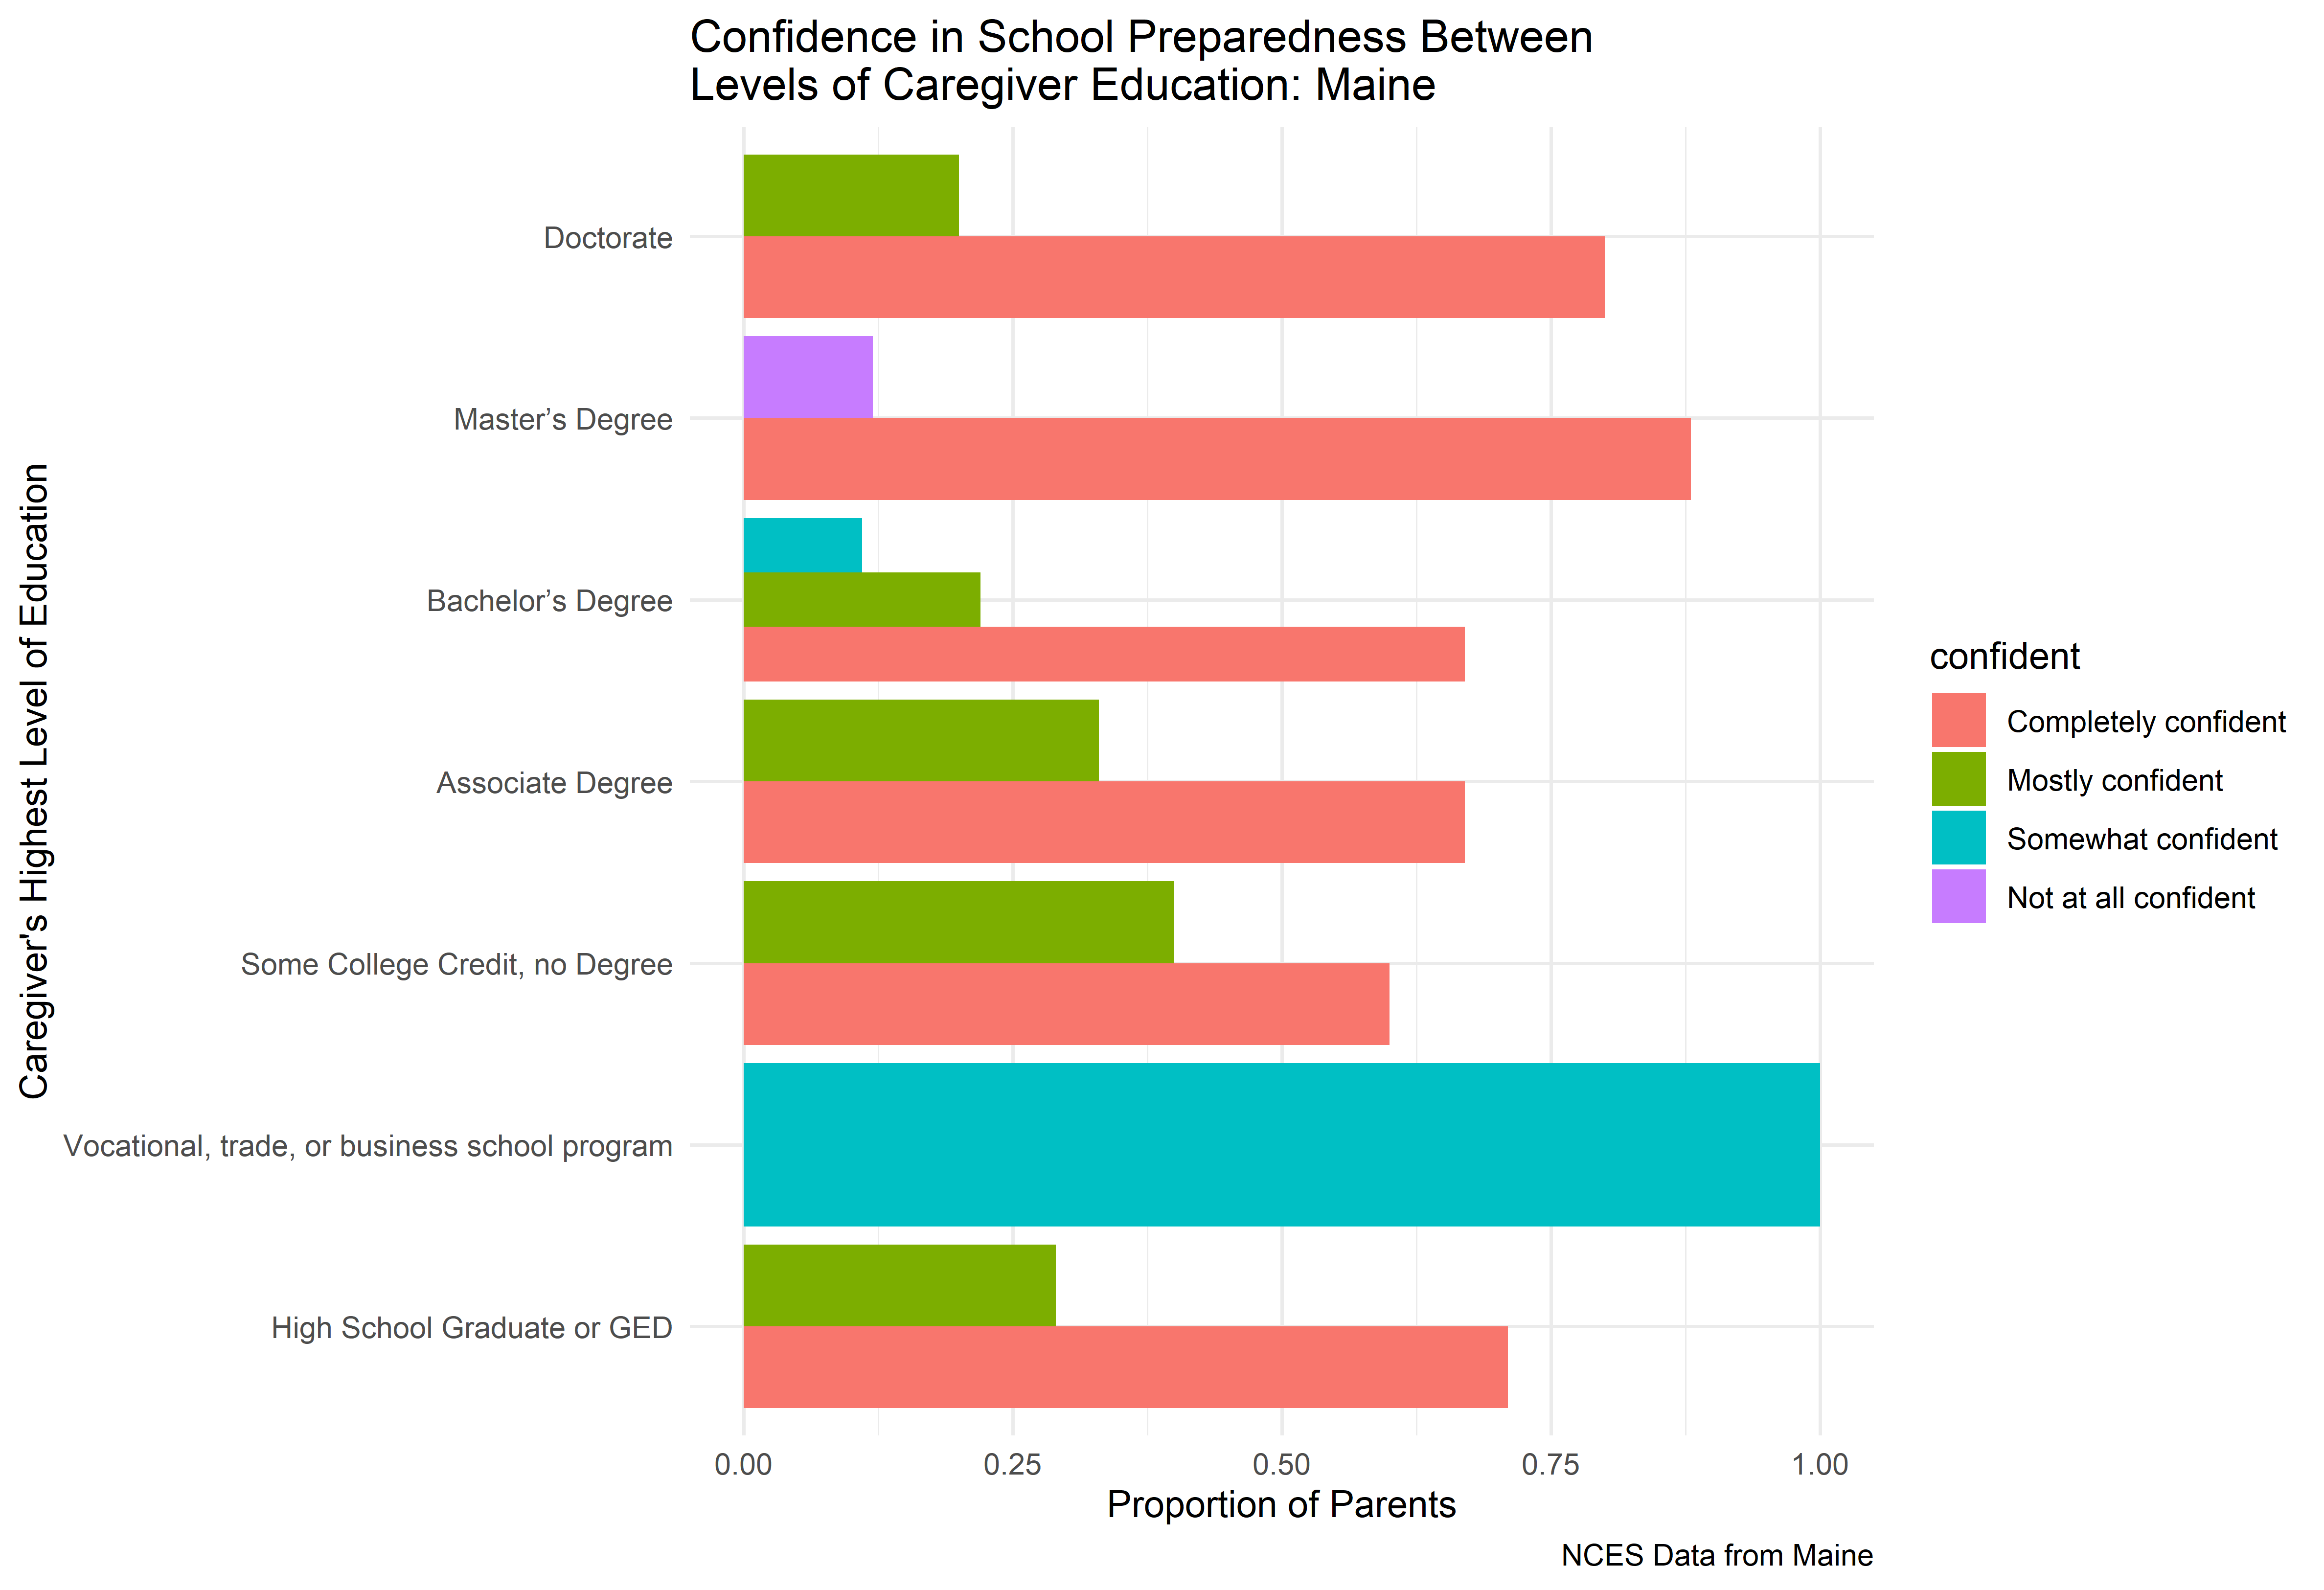 Confidence in School Preparedness Between
Levels of Caregiver Education: Maine
Caregiver's Highest Level of Education
Doctorate
Master’s Degree
Bachelor’s Degree
Associate Degree
Some College Credit, no Degree
Vocational, trade, or business school program
High School Graduate or GED
0.00 0.25 0.50 0.75 1.00
Proportion of Parents
confident
Completely confident
Mostly confident
Somewhat confident
Not at all confident
NCES Data from Maine